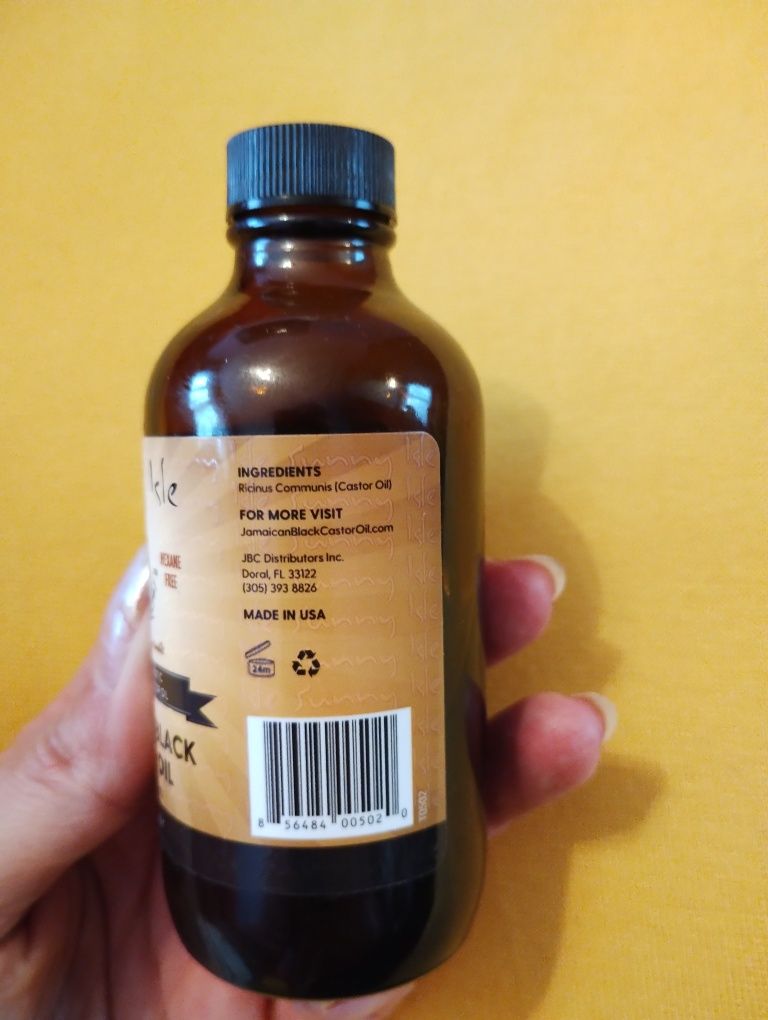 Isle
INGREDIENTS
Ricinus Communis (Castor Oil)
FOR MORE VISIT
JamaicanBlackCastorOil.com
JBC Distributors Inc.
Doral, FL 33122
(305) 393 8826
MADE IN USA
HEXANE
FREE
24m
BLACK
OIL
8 56484 00502 0
T0502